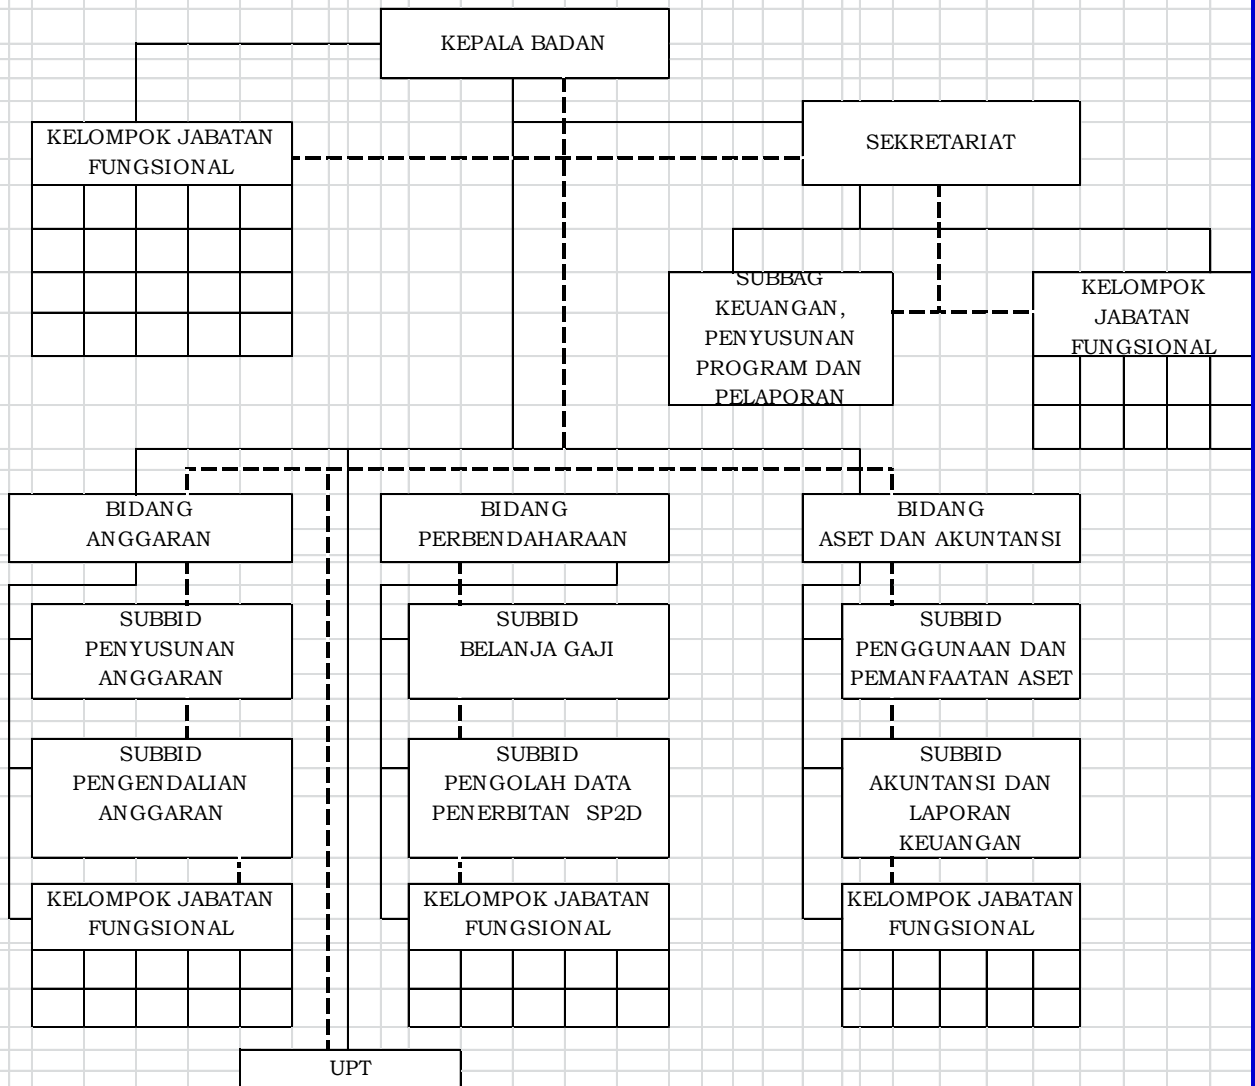 KEPALA BADAN
KELOMPOK JABATAN
FUNGSIONAL
SEKRETARIAT
SUBBAG
KEUANGAN,
PENYUSUNAN
PROGRAM DAN
PELAPORAN
KELOMPOK
JABATAN
FUNGSIONAL
BIDANG
ANGGARAN
BIDANG
PERBENDAHARAAN
BIDANG
ASET DAN AKUNTANSI
SUBBID
PENYUSUNAN
ANGGARAN
SUBBID
BELANJA GAJI
SUBBID
PENGGUNAAN DAN
PEMANFAATAN ASET
SUBBID
PENGENDALIAN
ANGGARAN
SUBBID
PENGOLAH DATA
PENERBITAN SP2D
SUBBID
AKUNTANSI DAN
LAPORAN
KEUANGAN
KELOMPOK JABATAN
FUNGSIONAL
KELOMPOK JABATAN
FUNGSIONAL
KELOMPOK JABATAN
FUNGSIONAL
UPT